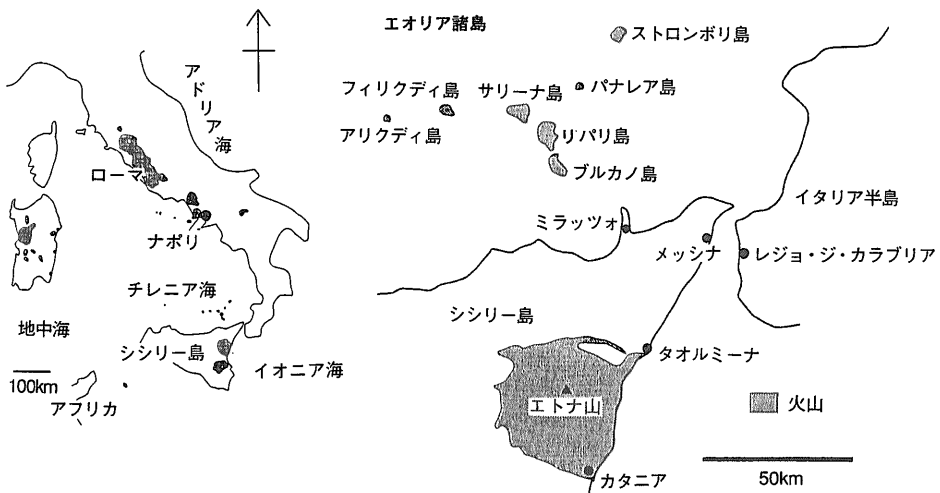 アドリア海
ローマ
ナポリ
チレニア海
地中海
シシリー島
イオニア海
100km
アフリカ
エオリア諸島
ストロンボリ島
フィリクディ島
サリーナ島
パナレア島
アリクディ島
リパリ島
ブルカノ島
イタリア半島
ミラッツォ
メッシナ
レジョ・ジ・カラブリア
シシリー島
タオルミーナ
エトナ山
火山
カタニア
50km